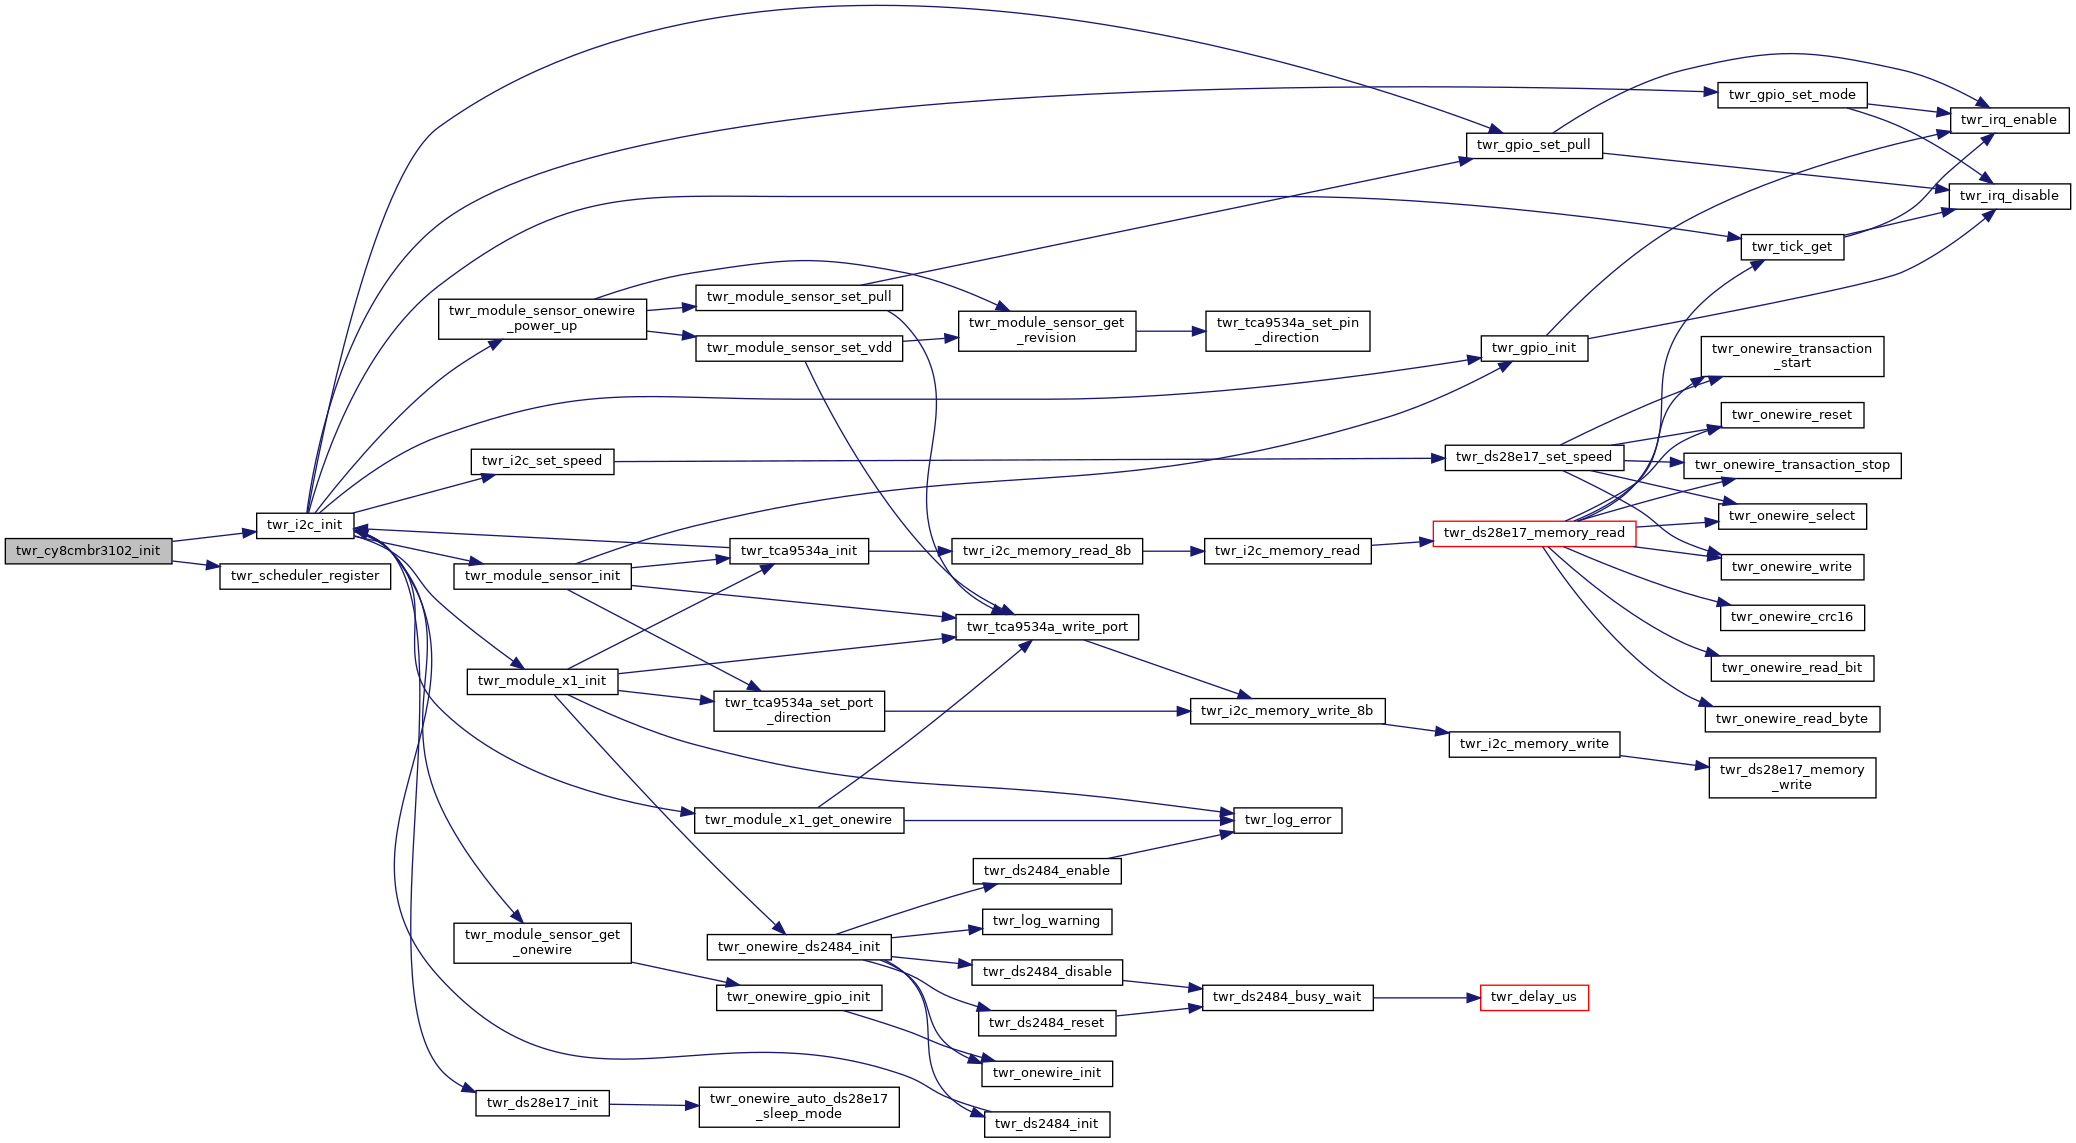 twr_cy8cmbr3102_init
twr_i2c_init
twr_scheduler_register
twr_module_sensor_onewire
_power_up
twr_i2c_set_speed
twr_module_sensor_init
twr_module_x1_init
twr_module_sensor_get
_onewire
twr_ds28e17_init
twr_module_sensor_set_pull
twr_module_sensor_set_vdd
twr_tca9534a_init
twr_tca9534a_set_port
_direction
twr_module_x1_get_onewire
twr_onewire_ds2484_init
twr_onewire_gpio_init
twr_onewire_auto_ds28e17
_sleep_mode
twr_module_sensor_get
_revision
twr_i2c_memory_read_8b
twr_tca9534a_write_port
twr_ds2484_enable
twr_log_warning
twr_ds2484_disable
twr_ds2484_reset
twr_onewire_init
twr_ds2484_init
twr_tca9534a_set_pin
_direction
twr_i2c_memory_read
twr_i2c_memory_write_8b
twr_log_error
twr_ds2484_busy_wait
twr_gpio_set_pull
twr_gpio_init
twr_ds28e17_set_speed
twr_ds28e17_memory_read
twr_i2c_memory_write
twr_delay_us
twr_gpio_set_mode
twr_tick_get
twr_onewire_transaction
_start
twr_onewire_reset
twr_onewire_transaction_stop
twr_onewire_select
twr_onewire_write
twr_onewire_crc16
twr_onewire_read_bit
twr_onewire_read_byte
twr_ds28e17_memory
_write
twr_irq_enable
twr_irq_disable